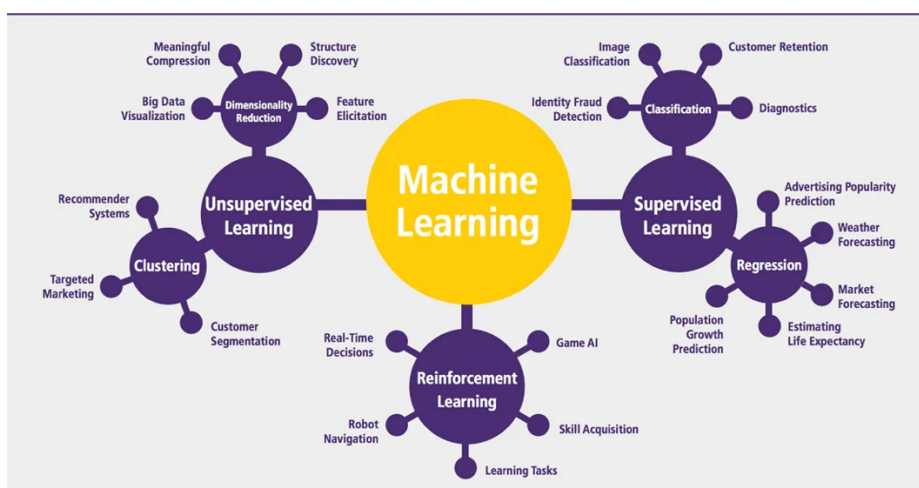 Machine
Learning
Unsupervised
Learning
Dimensionality
Reduction
Meaningful
Compression
Structure
Discovery
Big Data
Visualization
Feature
Elicitation
Clustering
Recommender
Systems
Targeted
Marketing
Customer
Segmentation
Supervised
Learning
Classification
Image
Classification
Customer Retention
Identity Fraud
Detection
Diagnostics
Regression
Advertising Popularity
Prediction
Weather
Forecasting
Market
Forecasting
Estimating
Life Expectancy
Population
Growth
Prediction
Reinforcement
Learning
Real-Time
Decisions
Game AI
Robot
Navigation
Skill Acquisition
Learning Tasks